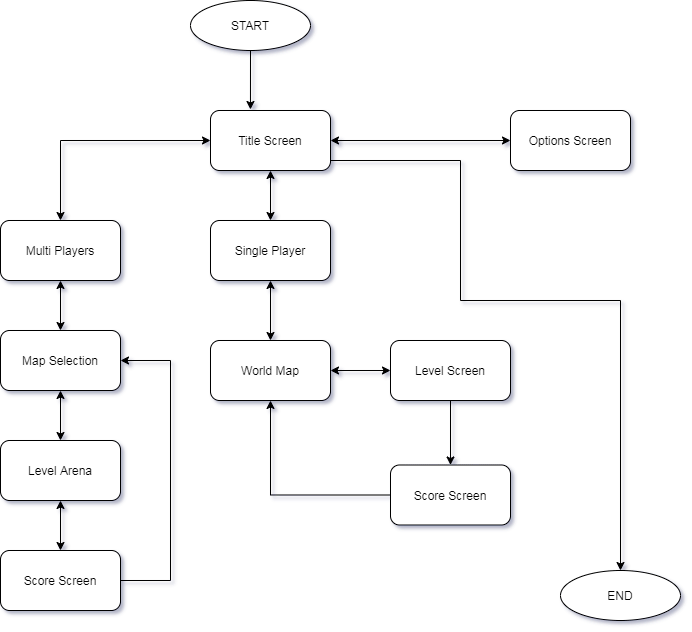 START
Title Screen
Options Screen
Multi Players
Single Player
Map Selection
World Map
Level Screen
Level Arena
Score Screen
Score Screen
END